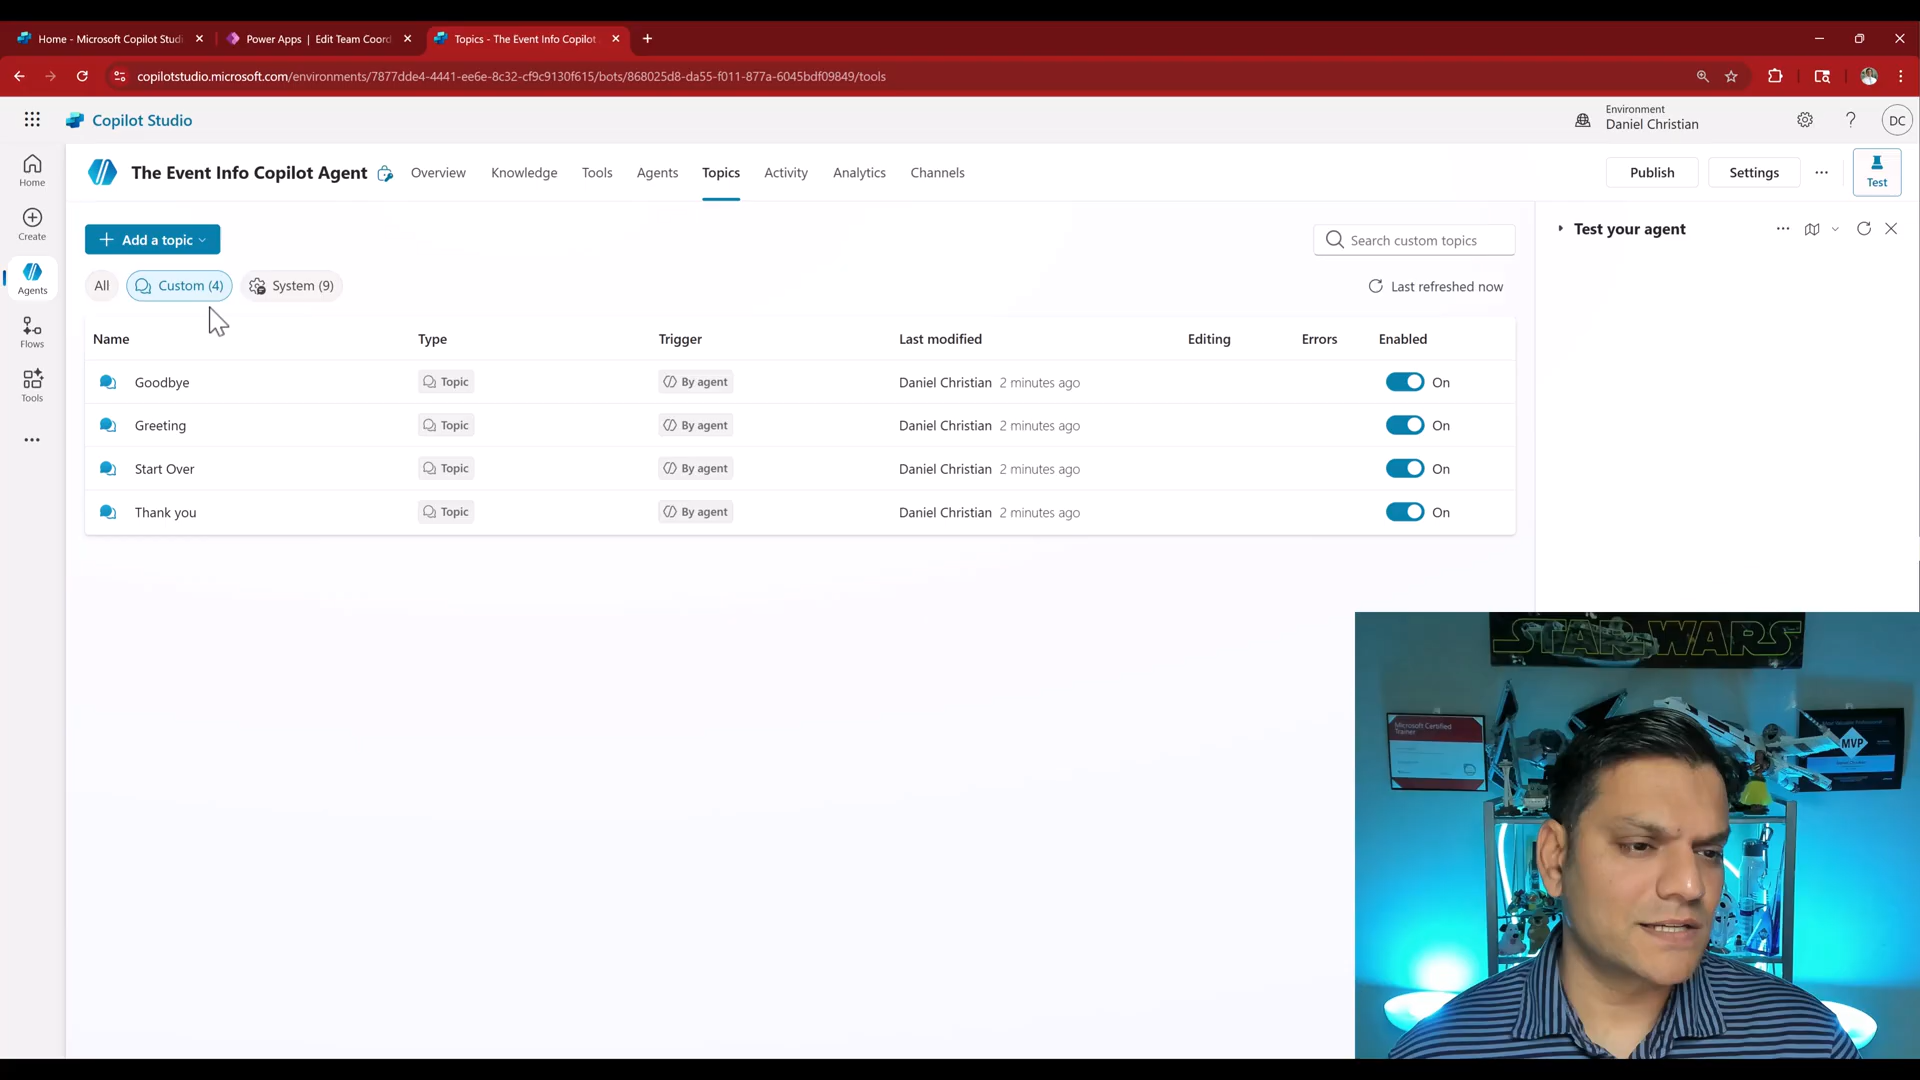 Home - Microsoft Copilot Studi
Power Apps | Edit Team Coord
Topics - The Event Info Copilot
copilotstudio.microsoft.com/environments/7877dde4-4441-ee6e-8c32-cf9c9130f615/bots/868025d8-da55-f011-877a-6045bdf09849/tools
Copilot Studio
Environment
Daniel Christian
?
DC
Home
Create
Agents
Flows
Tools
The Event Info Copilot Agent
Overview
Knowledge
Tools
Agents
Topics
Activity
Analytics
Channels
Publish
Settings
Test
Add a topic
Search custom topics
All
Custom (4)
System (9)
Last refreshed now
Test your agent
Name Type Trigger Last modified Editing Errors Enabled
Goodbye Topic By agent Daniel Christian 2 minutes ago On
Greeting Topic By agent Daniel Christian 2 minutes ago On
Start Over Topic By agent Daniel Christian 2 minutes ago On
Thank you Topic By agent Daniel Christian 2 minutes ago On
STAR WARS
Microsoft Certified
Trainer
MVP